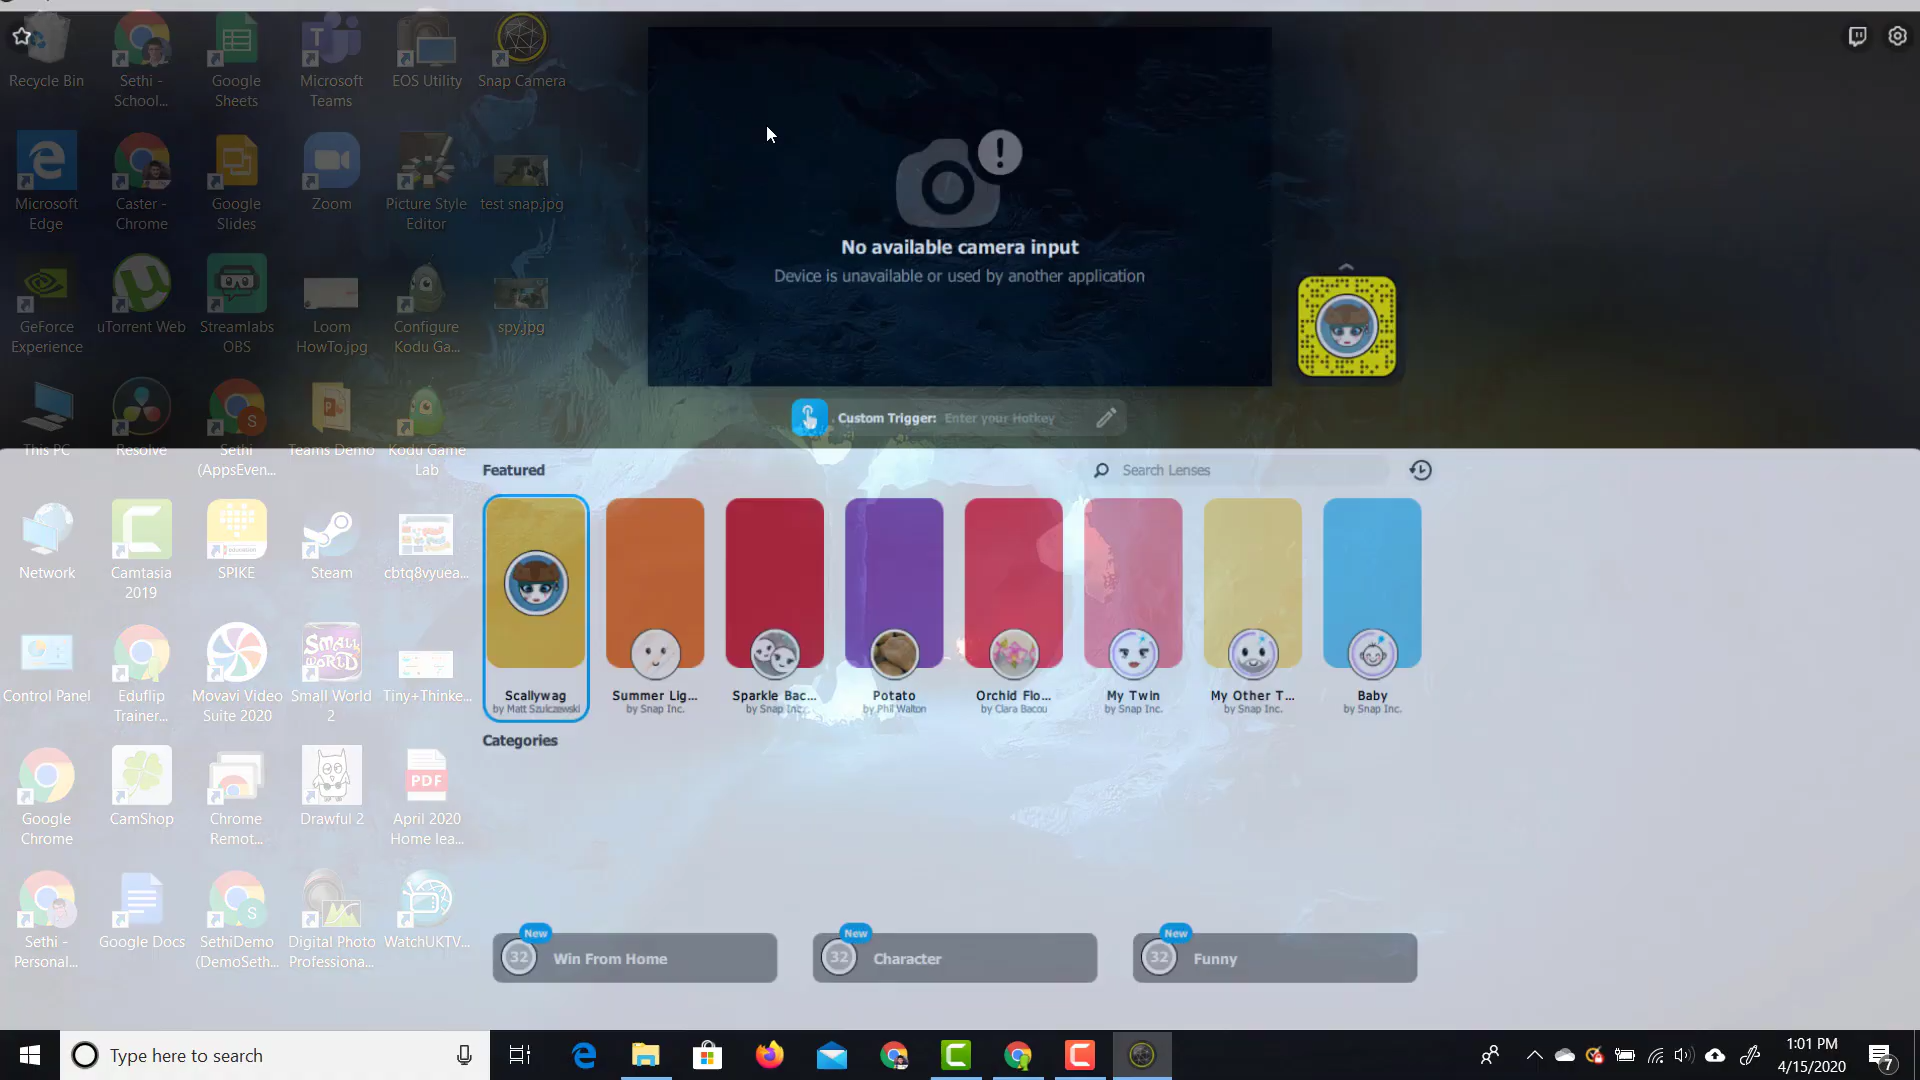 Recycle Bin
Sethi -
School...
Google
Sheets
Microsoft
Teams
EOS Utility
Snap Camera
Microsoft
Edge
Caster -
Chrome
Google
Slides
Zoom
Picture Style
Editor
test snap.jpg
GeForce
Experience
uTorrent Web
Streamlabs
OBS
Loom
HowTo.jpg
Configure
Kodu Ga...
spy.jpg
This PC
Resolve
Sethi
(AppsEven...
Teams Demo
Kodu Game
Lab
Network
Camtasia
2019
SPIKE
Steam
cbtq8vyuea...
Control Panel
Eduflip
Trainer...
Movavi Video
Suite 2020
SMALL
WORLD
Small World
2
Tiny+Thinke...
Google
Chrome
CamShop
Chrome
Remot...
Drawful 2
PDF
April 2020
Home lea...
Sethi -
Personal...
Google Docs
SethiDemo
(DemoSeth...
Digital Photo
Professiona...
WatchUKTV...
No available camera input
Device is unavailable or used by another application
Custom Trigger: Enter your Hotkey
Featured
Search Lenses
Scallywag
by Matt Szulczewski
Summer Lig...
by Snap Inc.
Sparkle Bac...
by Snap Inc.
Potato
by Phil Walton
Orchid Flo...
by Clara Bacou
My Twin
by Snap Inc.
My Other T...
by Snap Inc.
Baby
by Snap Inc.
Categories
New
32
Win From Home
New
32
Character
New
32
Funny
Type here to search
1:01 PM
4/15/2020
7